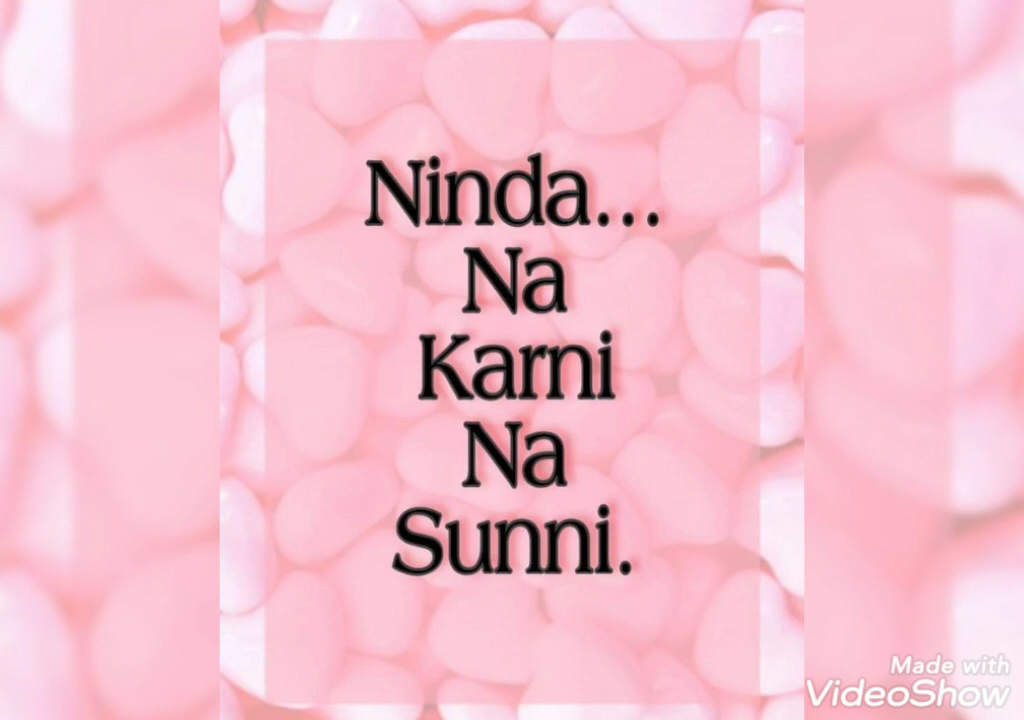 Ninda...
Na
Karni
Na
Sunni.
Made with
VideoShow